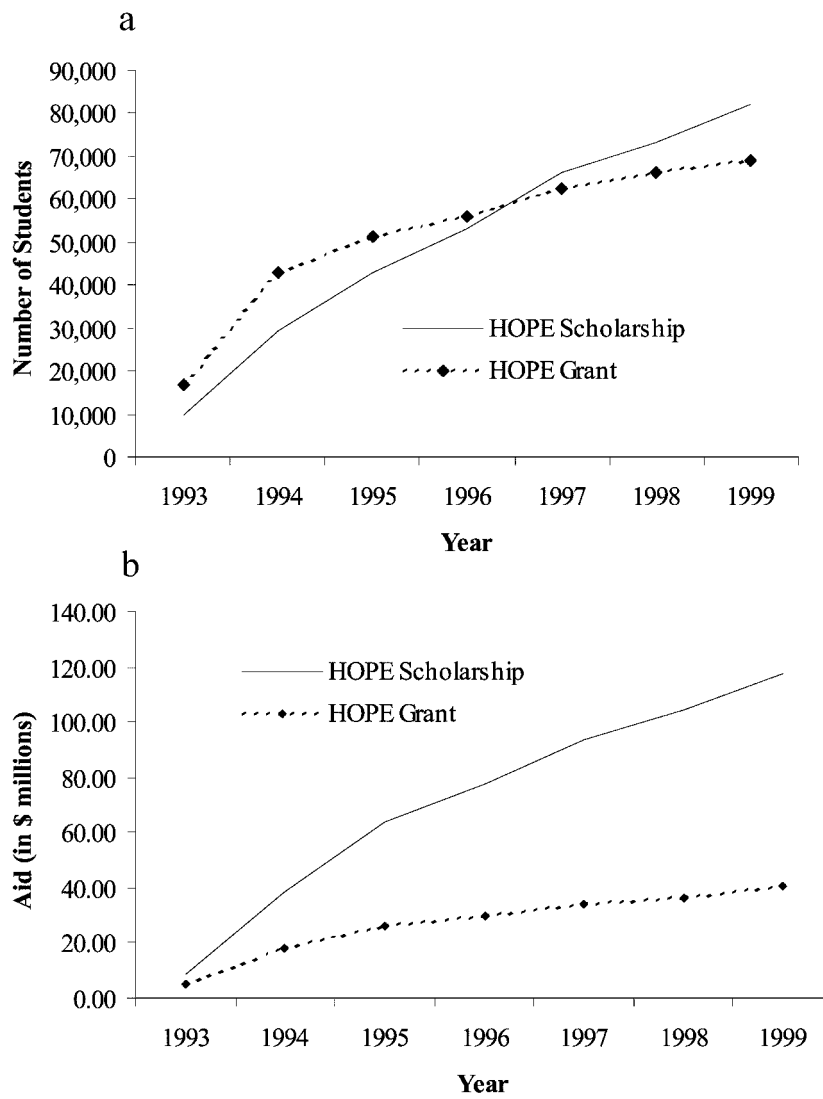 a
90,000
80,000
70,000
60,000
50,000
40,000
30,000
20,000
10,000
0
Number of Students
HOPE Scholarship
HOPE Grant
1993 1994 1995 1996 1997 1998 1999
Year
b
140.00
120.00
100.00
80.00
60.00
40.00
20.00
0.00
Aid (in $ millions)
HOPE Scholarship
HOPE Grant
1993 1994 1995 1996 1997 1998 1999
Year